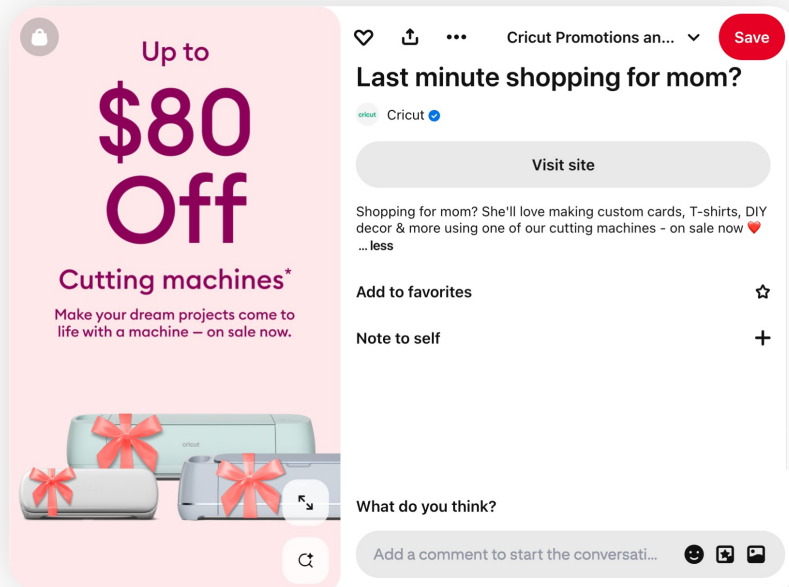 Up to
$80
Off
Cutting machines*
Make your dream projects come to
life with a machine – on sale now.
cricut
Cricut Promotions an...
Save
Last minute shopping for mom?
cricut
Cricut
Visit site
Shopping for mom? She'll love making custom cards, T-shirts, DIY
decor & more using one of our cutting machines - on sale now ❤️
... less
Add to favorites
Note to self
What do you think?
Add a comment to start the conversati...